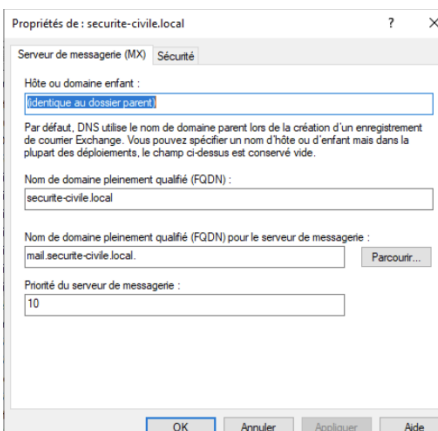 Propriétés de : securite-civile.local ? ×
Serveur de messagerie (MX) Sécurité
Hôte ou domaine enfant :
(identique au dossier parent)
Par défaut, DNS utilise le nom de domaine parent lors de la création d'un enregistrement
de courrier Exchange. Vous pouvez spécifier un nom d'hôte ou d'enfant mais dans la
plupart des déploiements, le champ ci-dessus est conservé vide.
Nom de domaine pleinement qualifié (FQDN) :
securite-civile.local
Nom de domaine pleinement qualifié (FQDN) pour le serveur de messagerie :
mail.securite-civile.local. Parcourir...
Priorité du serveur de messagerie :
10
OK Annuler Appliquer Aide